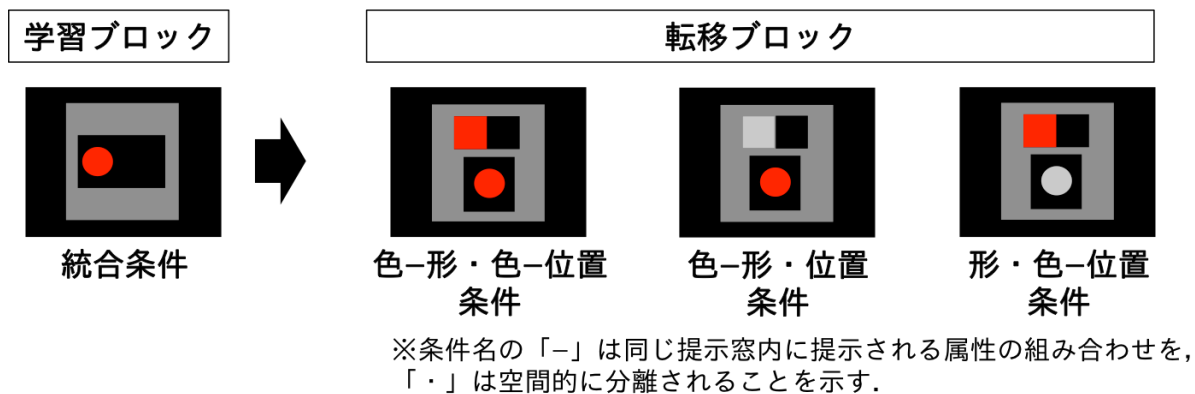 学習ブロック
転移ブロック
統合条件
色–形・色–位置
条件
色–形・位置
条件
形・色–位置
条件
※条件名の「–」は同じ提示窓内に提示される属性の組み合わせを，
「・」は空間的に分離されることを示す．